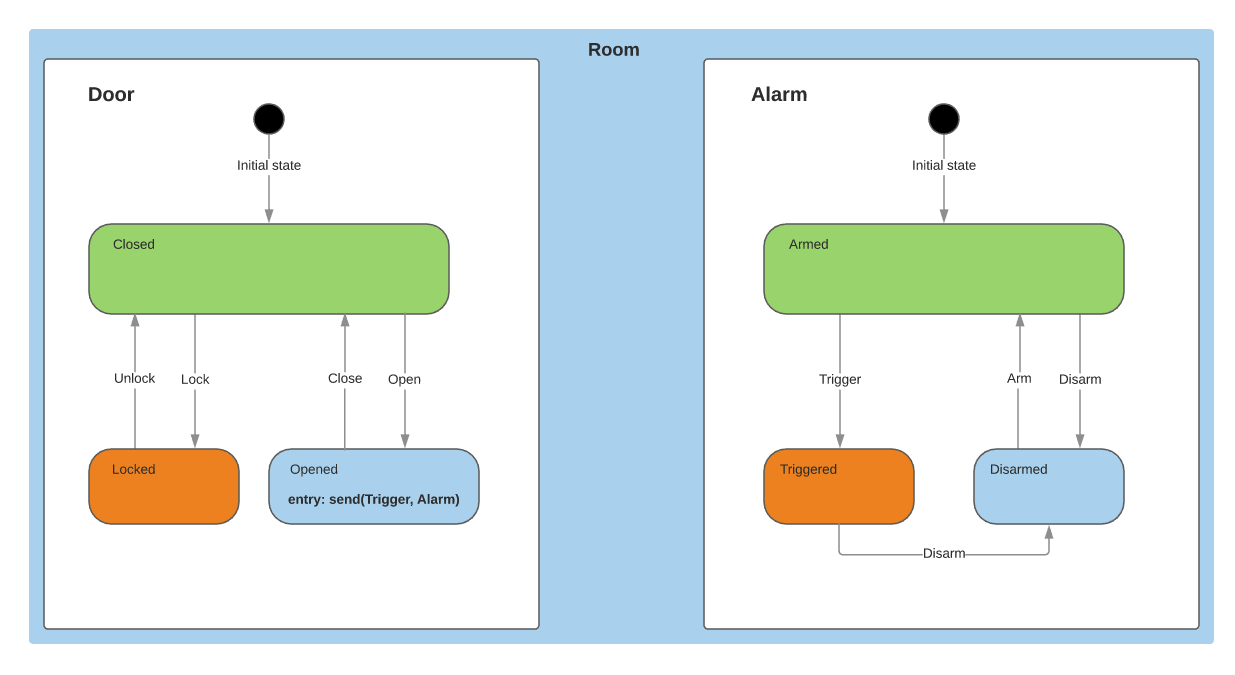 Room
Door
Initial state
Closed
Unlock
Lock
Close
Open
Locked
Opened
entry: send(Trigger, Alarm)
Alarm
Initial state
Armed
Trigger
Arm
Disarm
Triggered
Disarmed
Disarm